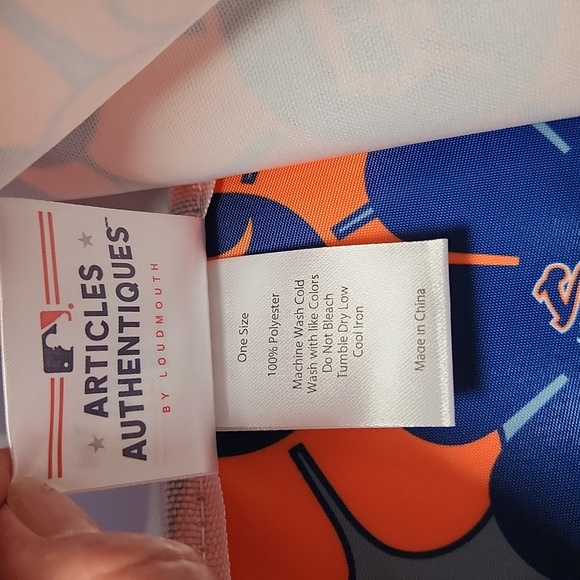 ARTICLES
AUTHENTIQUES™
BY LOUDMOUTH
One Size
100% Polyester
Machine Wash Cold
Wash with like Colors
Do Not Bleach
Tumble Dry Low
Cool Iron
Made in China